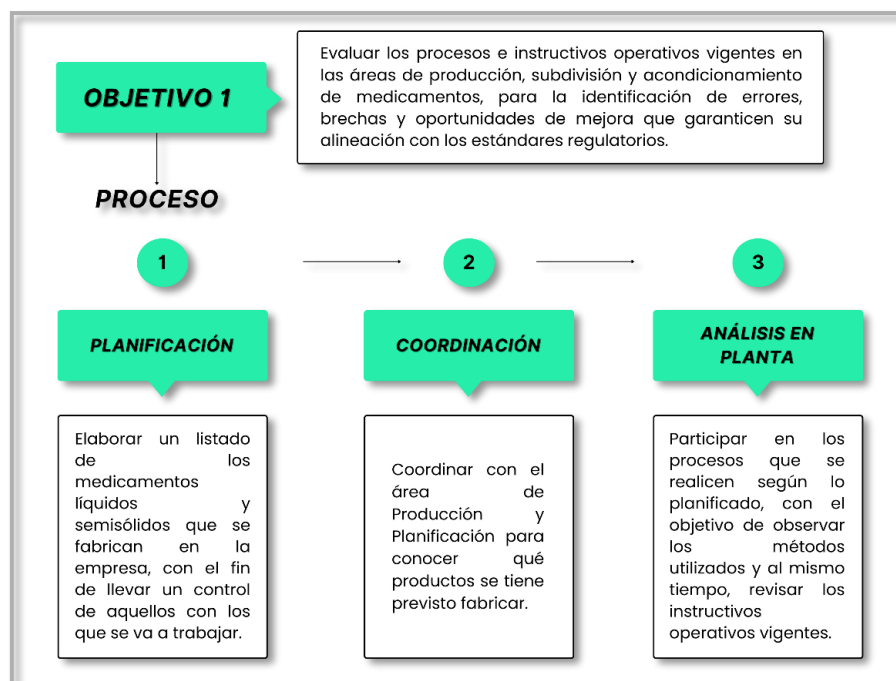 OBJETIVO 1
Evaluar los procesos e instructivos operativos vigentes en
las áreas de producción, subdivisión y acondicionamiento
de medicamentos, para la identificación de errores,
brechas y oportunidades de mejora que garanticen su
alineación con los estándares regulatorios.
PROCESO
1
2
3
PLANIFICACIÓN
COORDINACIÓN
ANÁLISIS EN
PLANTA
Elaborar un listado
de los
medicamentos
líquidos y
semisólidos que se
fabrican en la
empresa, con el fin
de llevar un control
de aquellos con los
que se va a trabajar.
Coordinar con el
área de
Producción y
Planificación para
conocer qué
productos se tiene
previsto fabricar.
Participar en los
procesos que se
realicen según lo
planificado, con el
objetivo de observar
los métodos
utilizados y al mismo
tiempo, revisar los
instructivos
operativos vigentes.